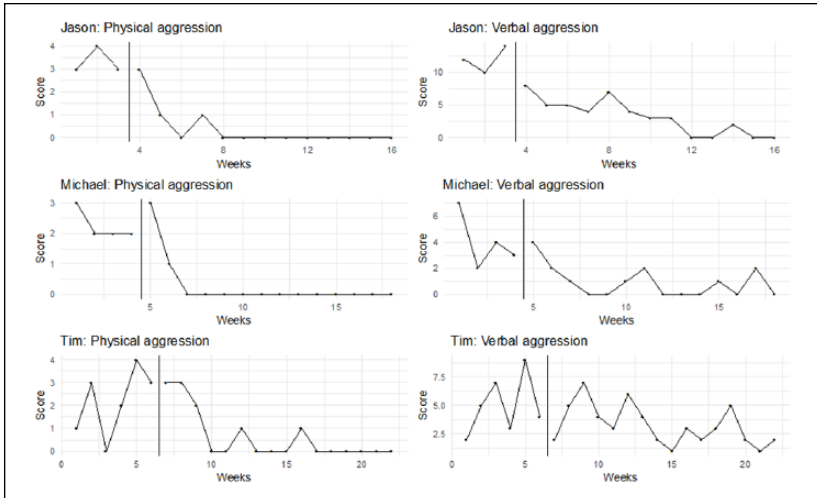 Jason: Physical aggression
4
3
2
1
0
Score
4
8
12
16
Weeks
Jason: Verbal aggression
10
5
0
Score
4
8
12
16
Weeks
Michael: Physical aggression
3
2
1
0
Score
5
10
15
Weeks
Michael: Verbal aggression
6
4
2
0
Score
5
10
15
Weeks
Tim: Physical aggression
4
3
2
1
0
Score
0
5
10
15
20
Weeks
Tim: Verbal aggression
7.5
5.0
2.5
Score
0
5
10
15
20
Weeks